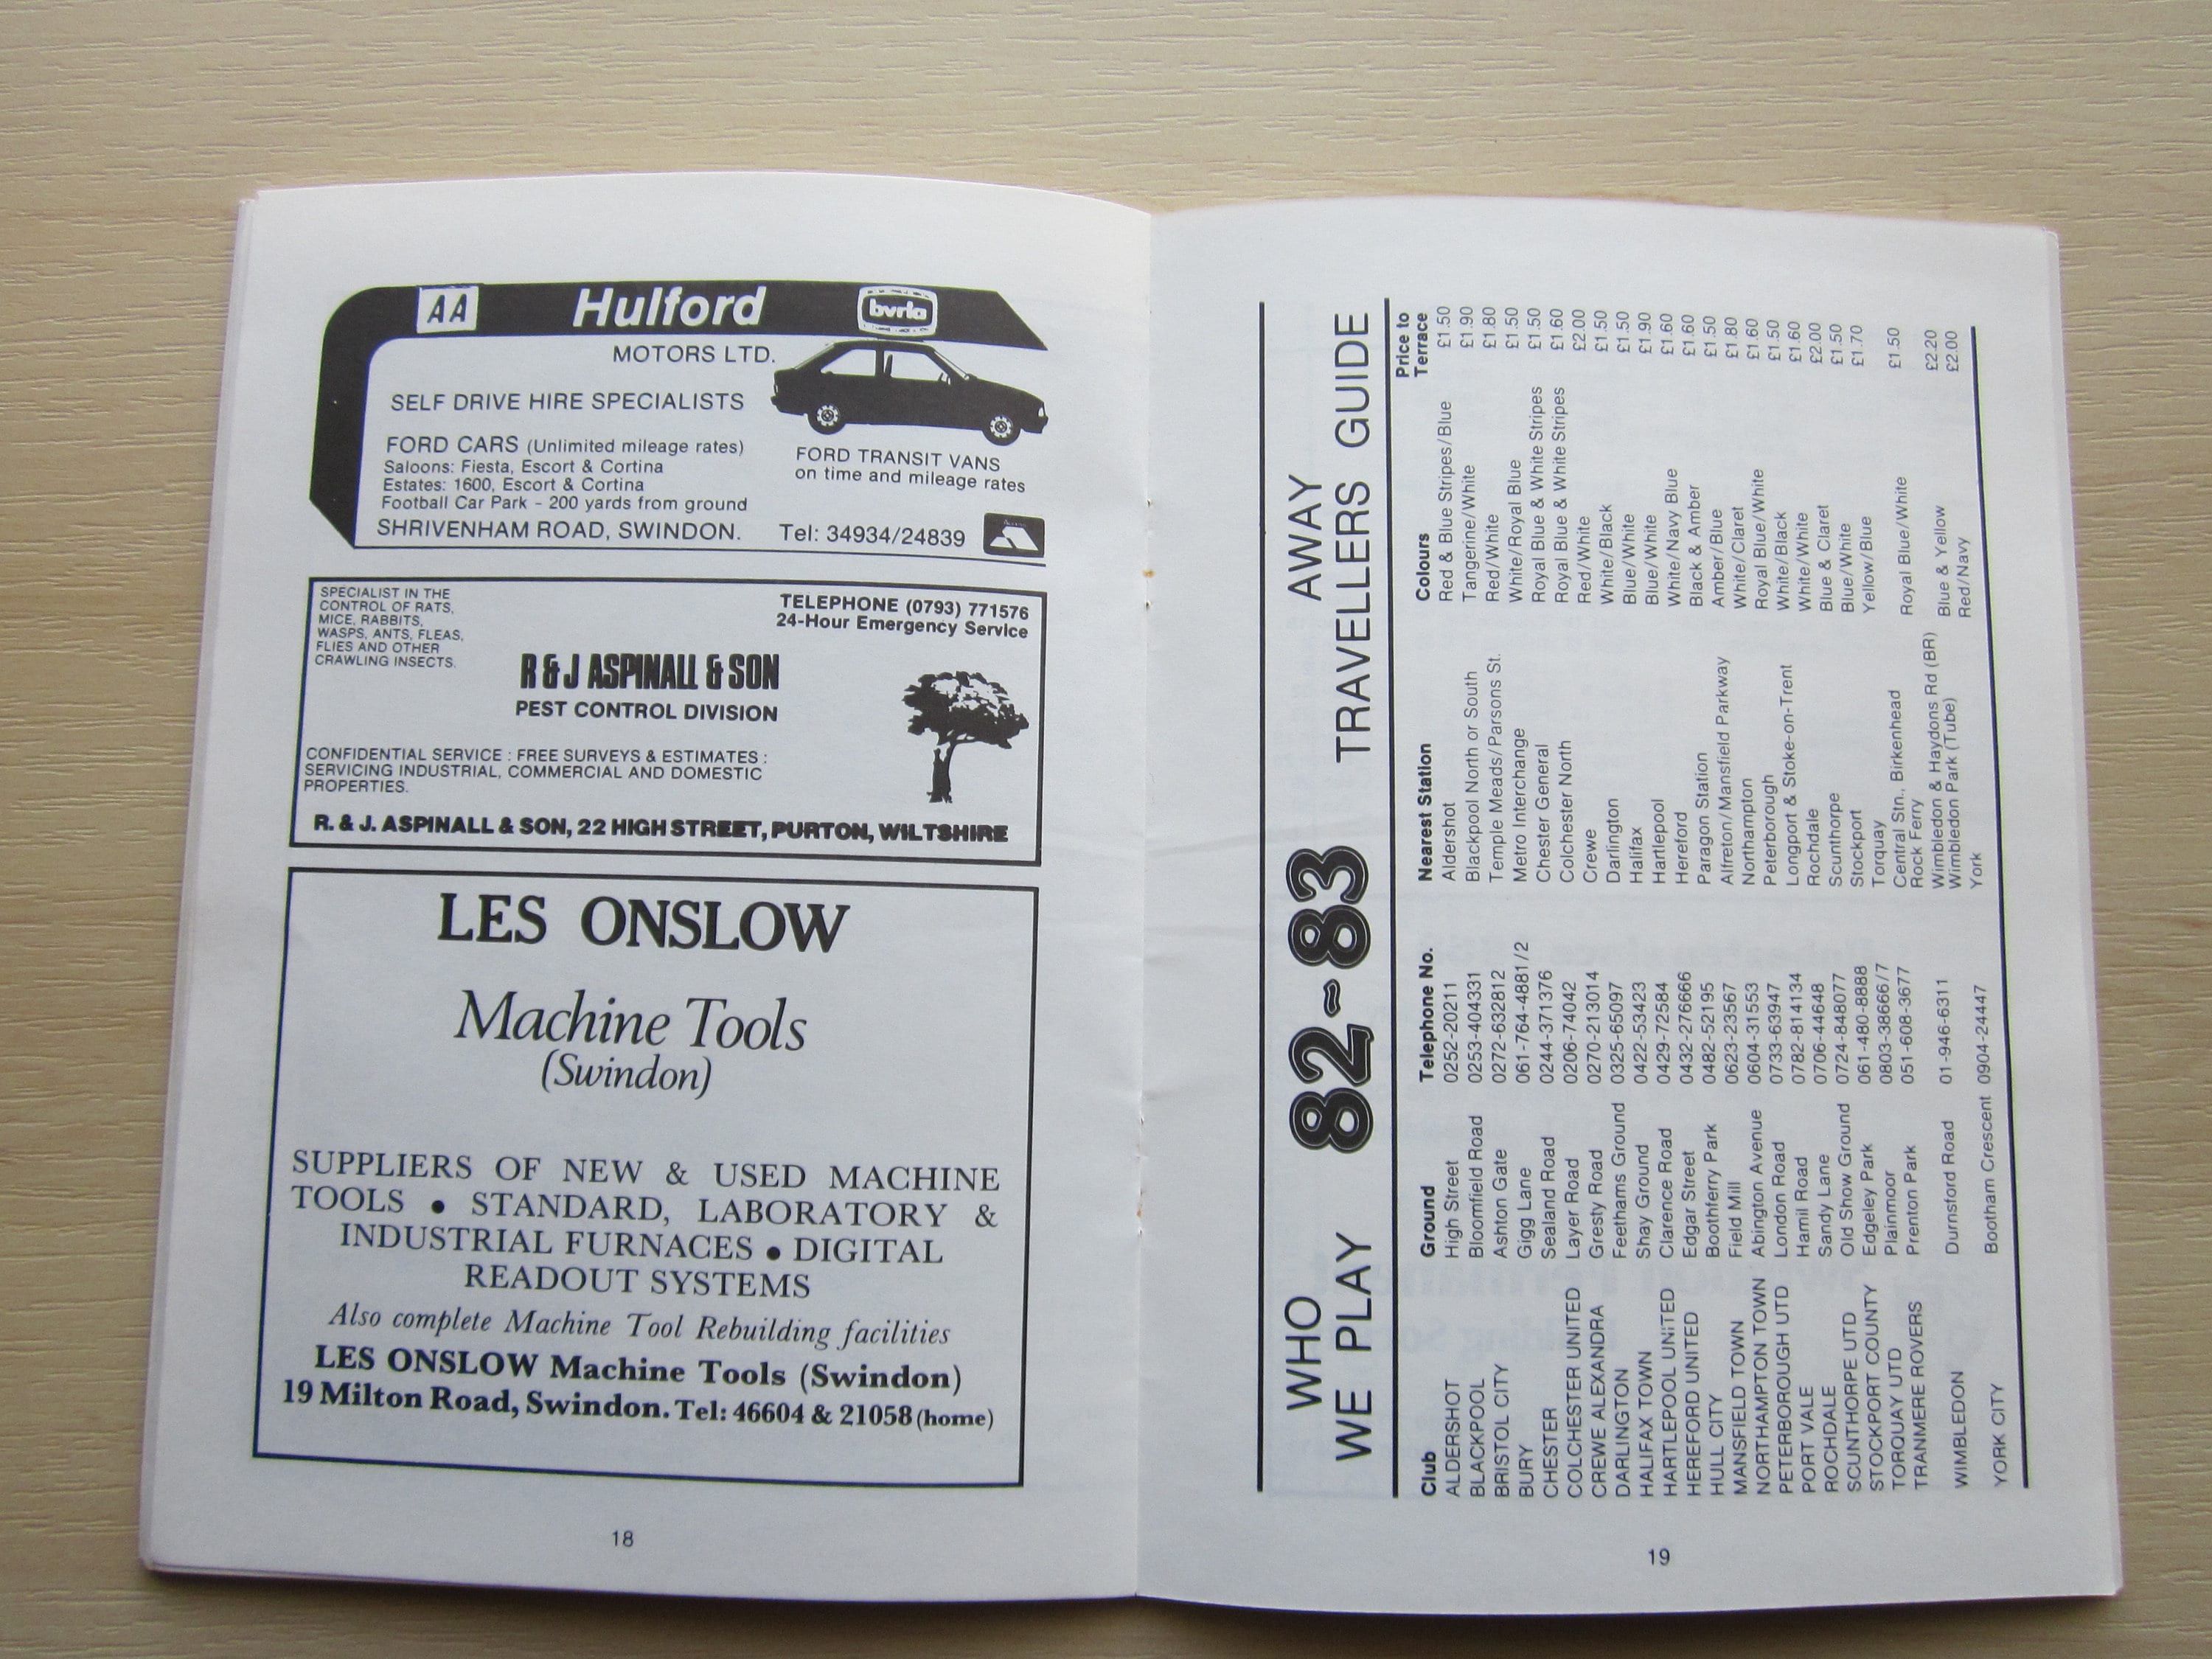 AA
Hulford
bvrla
MOTORS LTD.
SELF DRIVE HIRE SPECIALISTS
FORD CARS (Unlimited mileage rates)
Saloons: Fiesta, Escort & Cortina
Estates: 1600, Escort & Cortina
Football Car Park - 200 yards from ground
FORD TRANSIT VANS
on time and mileage rates
SHRIVENHAM ROAD, SWINDON. Tel: 34934/24839
SPECIALIST IN THE
CONTROL OF RATS,
MICE, RABBITS,
WASPS, ANTS, FLEAS,
FLIES AND OTHER
CRAWLING INSECTS.
TELEPHONE (0793) 771576
24-Hour Emergency Service
R & J ASPINALL & SON
PEST CONTROL DIVISION
CONFIDENTIAL SERVICE : FREE SURVEYS & ESTIMATES :
SERVICING INDUSTRIAL, COMMERCIAL AND DOMESTIC
PROPERTIES.
R. & J. ASPINALL & SON, 22 HIGH STREET, PURTON, WILTSHIRE
LES ONSLOW
Machine Tools
(Swindon)
SUPPLIERS OF NEW & USED MACHINE
TOOLS • STANDARD, LABORATORY &
INDUSTRIAL FURNACES • DIGITAL
READOUT SYSTEMS
Also complete Machine Tool Rebuilding facilities
LES ONSLOW Machine Tools (Swindon)
19 Milton Road, Swindon. Tel: 46604 & 21058 (home)
18
WHO
WE PLAY
82-83
AWAY
TRAVELLERS GUIDE
Club Ground Telephone No. Nearest Station Colours Price to Terrace
ALDERSHOT High Street 0252-20211 Aldershot Red & Blue Stripes/Blue £1.50
BLACKPOOL Bloomfield Road 0253-404331 Blackpool North or South Tangerine/White £1.90
BRISTOL CITY Ashton Gate 0272-632812 Temple Meads/Parsons St. Red/White £1.80
BURY Gigg Lane 061-764-4881/2 Metro Interchange White/Royal Blue £1.50
CHESTER Sealand Road 0244-371376 Chester General Royal Blue & White Stripes £1.50
COLCHESTER UNITED Layer Road 0206-74042 Colchester North Royal Blue & White Stripes £1.60
CREWE ALEXANDRA Gresty Road 0270-213014 Crewe Red/White £2.00
DARLINGTON Feethams Ground 0325-65097 Darlington White/Black £1.50
HALIFAX TOWN Shay Ground 0422-53423 Halifax Blue/White £1.50
HARTLEPOOL UNITED Clarence Road 0429-72584 Hartlepool Blue/White £1.90
HEREFORD UNITED Edgar Street 0432-276666 Hereford White/Navy Blue £1.60
HULL CITY Boothferry Park 0482-52195 Paragon Station Black & Amber £1.60
MANSFIELD TOWN Field Mill 0623-23567 Alfreton/Mansfield Parkway Amber/Blue £1.50
NORTHAMPTON TOWN Abington Avenue 0604-31553 Northampton White/Claret £1.80
PETERBOROUGH UTD London Road 0733-63947 Peterborough Royal Blue/White £1.60
PORT VALE Hamil Road 0782-814134 Longport & Stoke-on-Trent White/Black £1.50
ROCHDALE Sandy Lane 0706-44648 Rochdale White/White £1.60
SCUNTHORPE UTD Old Show Ground 0724-848077 Scunthorpe Blue & Claret £2.00
STOCKPORT COUNTY Edgeley Park 061-480-8888 Stockport Blue/White £1.50
TORQUAY UTD Plainmoor 0803-38666/7 Torquay Yellow/Blue £1.70
TRANMERE ROVERS Prenton Park 051-608-3677 Central Stn., Birkenhead Royal Blue/White £1.50
Rock Ferry
WIMBLEDON Durnsford Road 01-946-6311 Wimbledon & Haydons Rd (BR) Blue & Yellow £2.20
Wimbledon Park (Tube)
YORK CITY Bootham Crescent 0904-24447 York Red/Navy £2.00
19